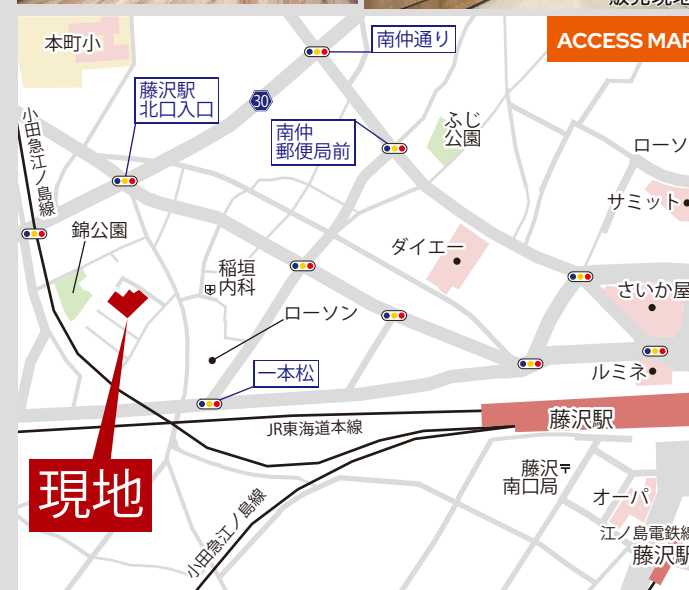 販売現地
ACCESS MAP
本町小
南仲通り
藤沢駅
北口入口
30
南仲
郵便局前
ふじ
公園
ローソ
サミット
小田急江ノ島線
錦公園
ダイエー
稲垣
内科
さいか屋
ローソン
一本松
ルミネ
JR東海道本線
藤沢駅
現地
藤沢〒
南口局
オーパ
小田急江ノ島線
江ノ島電鉄線
藤沢駅